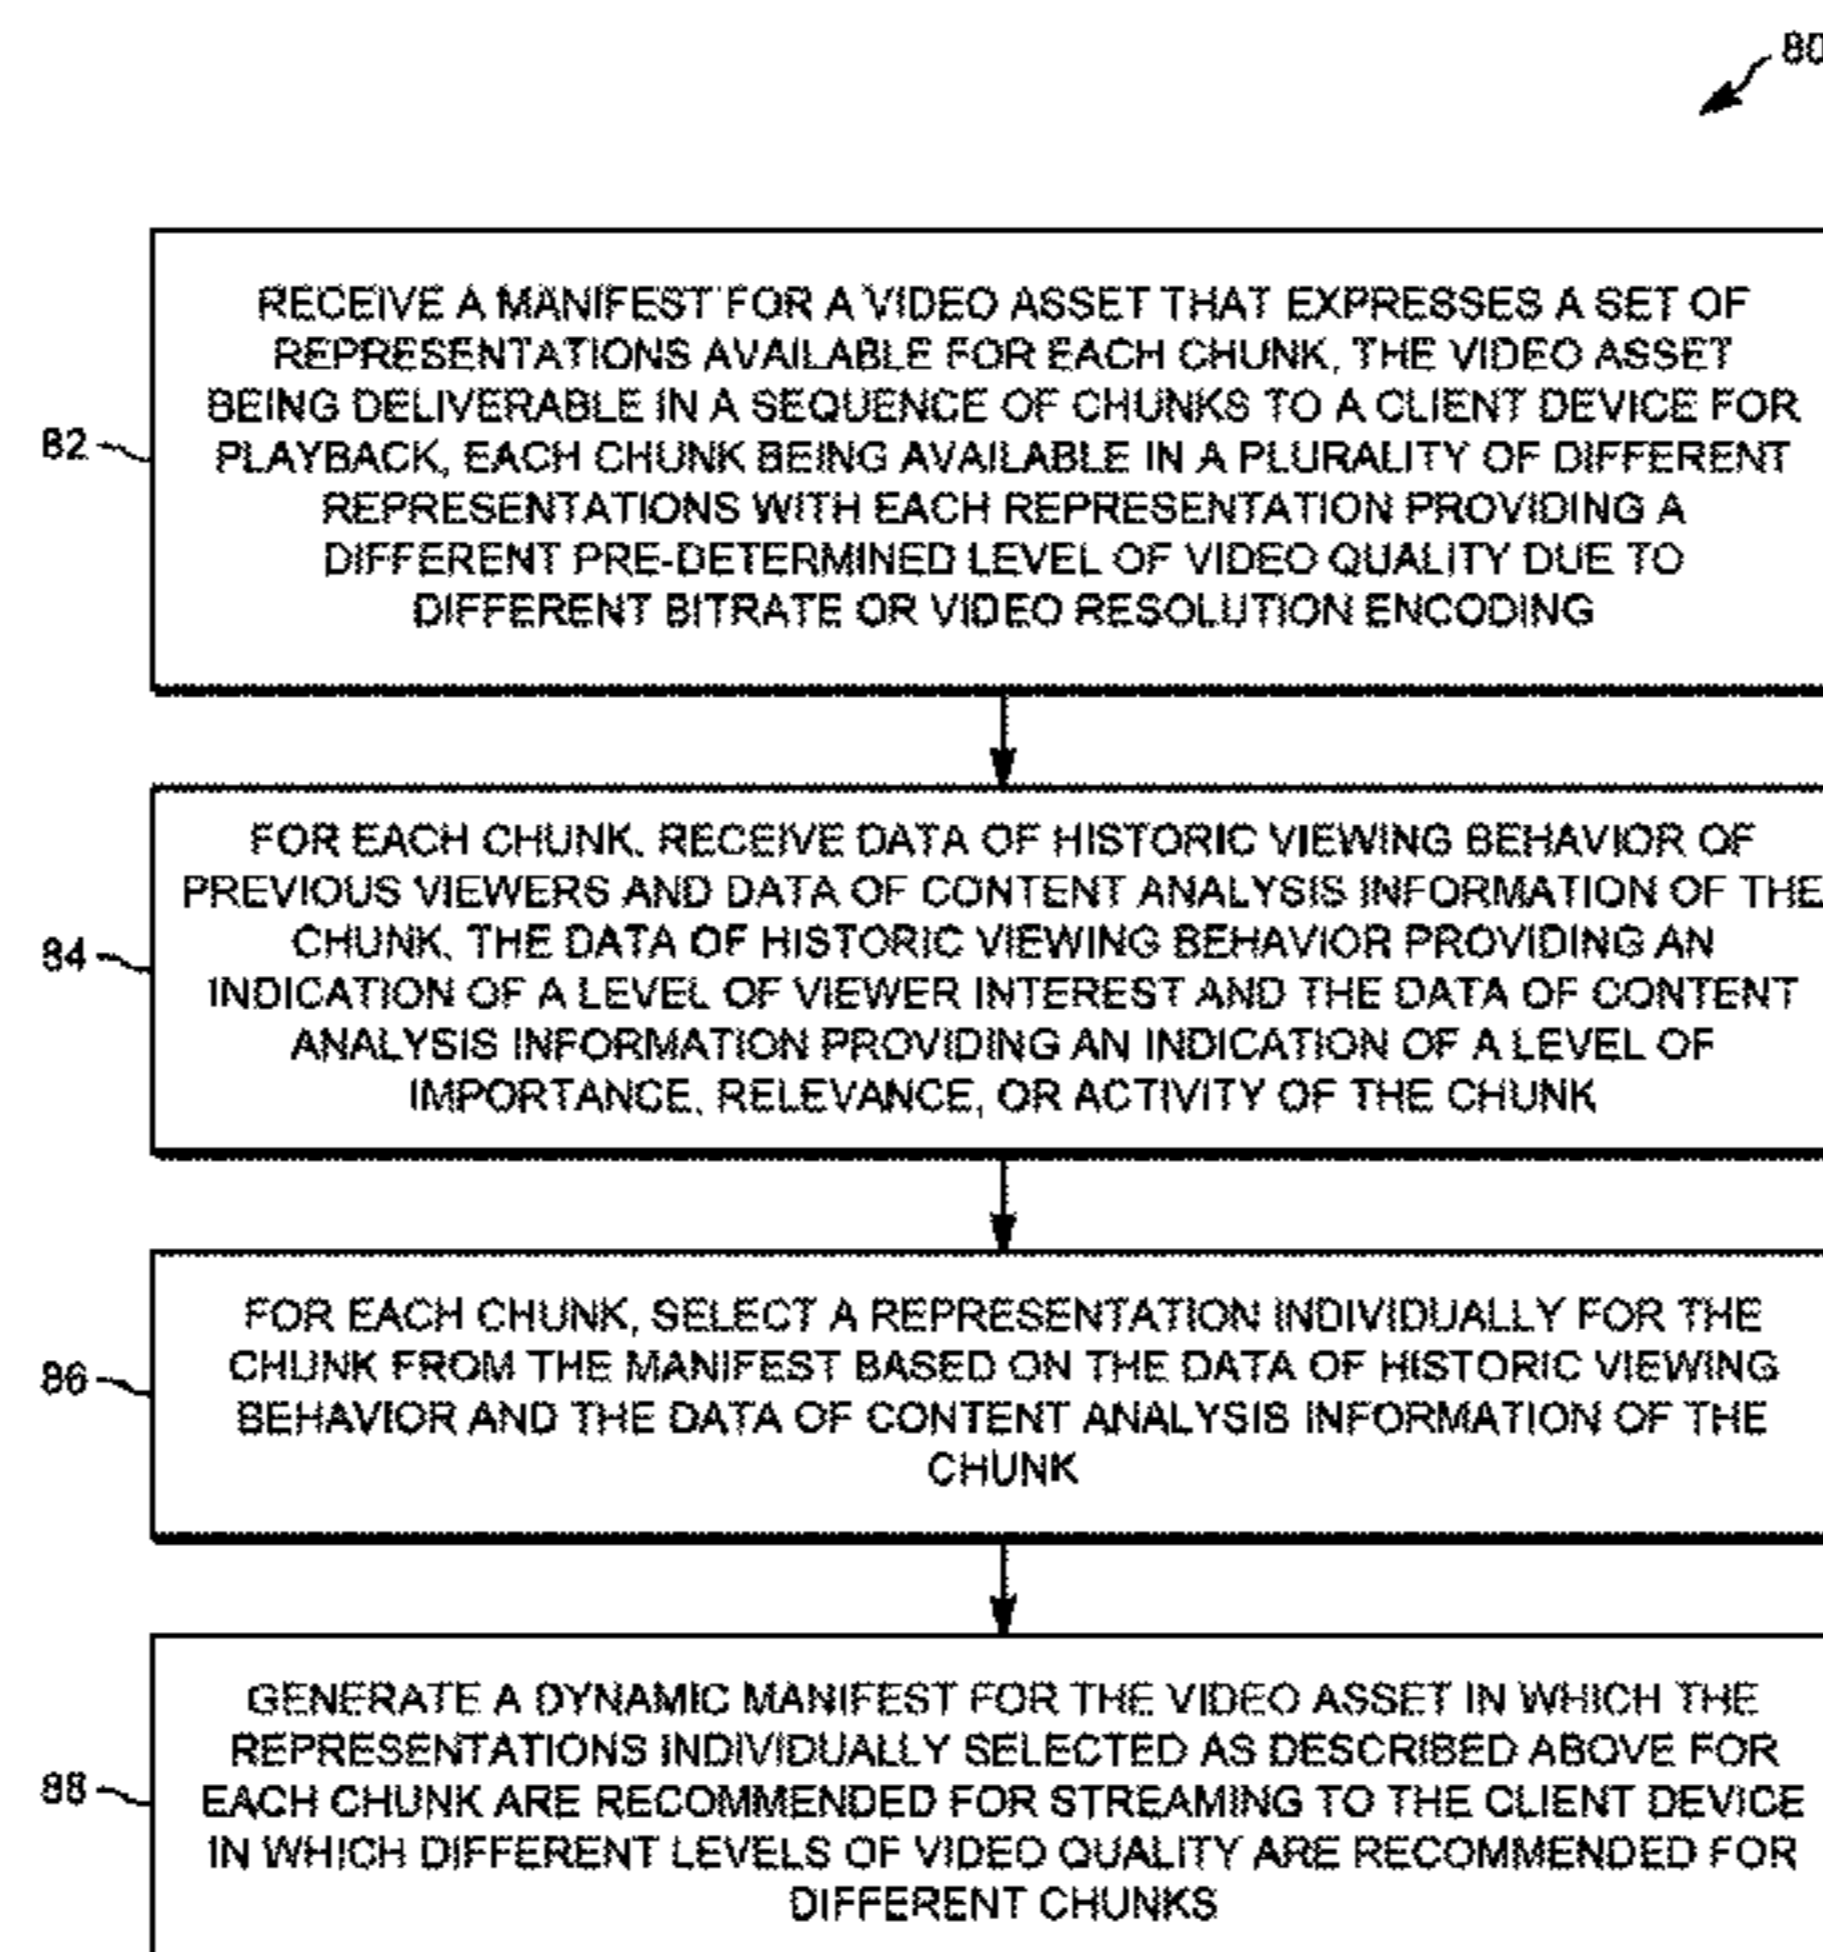 80
RECEIVE A MANIFEST FOR A VIDEO ASSET THAT EXPRESSES A SET OF
REPRESENTATIONS AVAILABLE FOR EACH CHUNK, THE VIDEO ASSET
BEING DELIVERABLE IN A SEQUENCE OF CHUNKS TO A CLIENT DEVICE FOR
PLAYBACK, EACH CHUNK BEING AVAILABLE IN A PLURALITY OF DIFFERENT
REPRESENTATIONS WITH EACH REPRESENTATION PROVIDING A
DIFFERENT PRE-DETERMINED LEVEL OF VIDEO QUALITY DUE TO
DIFFERENT BITRATE OR VIDEO RESOLUTION ENCODING
82
FOR EACH CHUNK, RECEIVE DATA OF HISTORIC VIEWING BEHAVIOR OF
PREVIOUS VIEWERS AND DATA OF CONTENT ANALYSIS INFORMATION OF THE
CHUNK, THE DATA OF HISTORIC VIEWING BEHAVIOR PROVIDING AN
INDICATION OF A LEVEL OF VIEWER INTEREST AND THE DATA OF CONTENT
ANALYSIS INFORMATION PROVIDING AN INDICATION OF A LEVEL OF
IMPORTANCE, RELEVANCE, OR ACTIVITY OF THE CHUNK
84
FOR EACH CHUNK, SELECT A REPRESENTATION INDIVIDUALLY FOR THE
CHUNK FROM THE MANIFEST BASED ON THE DATA OF HISTORIC VIEWING
BEHAVIOR AND THE DATA OF CONTENT ANALYSIS INFORMATION OF THE
CHUNK
86
GENERATE A DYNAMIC MANIFEST FOR THE VIDEO ASSET IN WHICH THE
REPRESENTATIONS INDIVIDUALLY SELECTED AS DESCRIBED ABOVE FOR
EACH CHUNK ARE RECOMMENDED FOR STREAMING TO THE CLIENT DEVICE
IN WHICH DIFFERENT LEVELS OF VIDEO QUALITY ARE RECOMMENDED FOR
DIFFERENT CHUNKS
88